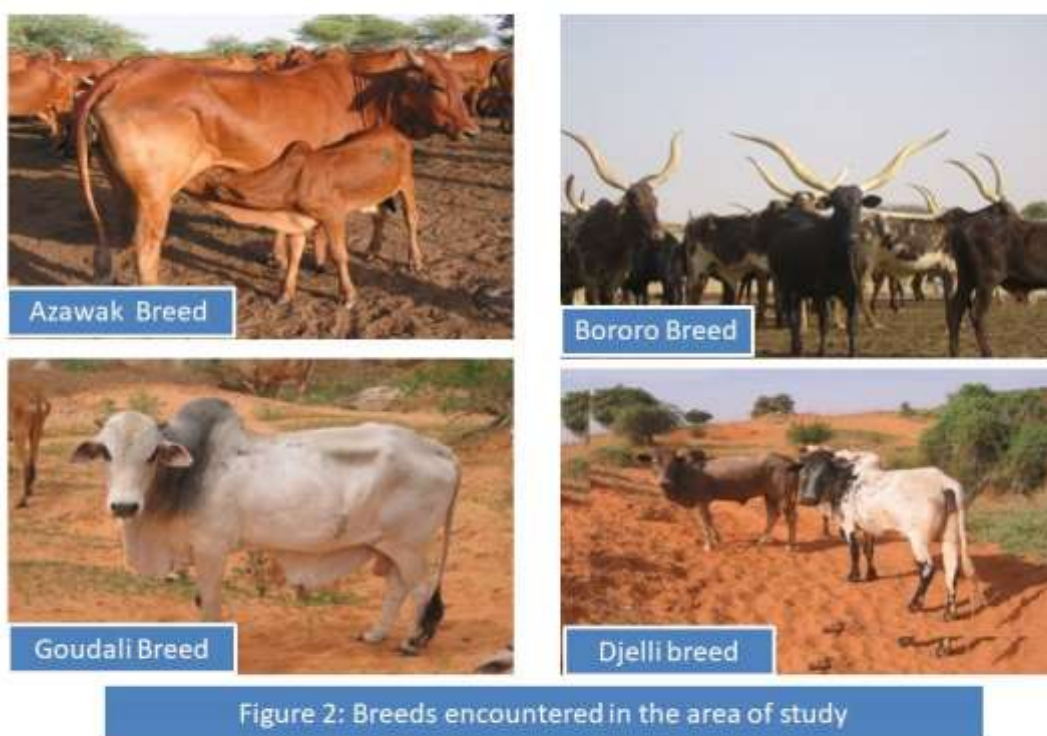 Azawak Breed
Bororo Breed
Goudali Breed
Djelli breed
Figure 2: Breeds encountered in the area of study